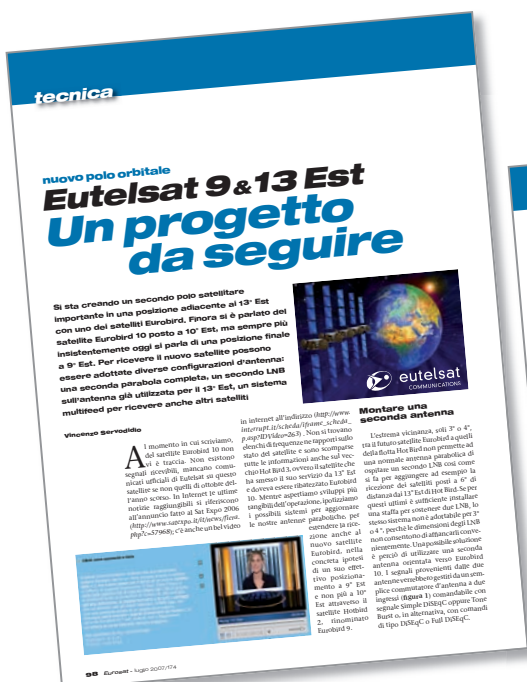 tecnica
nuovo polo orbitale
Eutelsat 9 & 13 Est
Un progetto
da seguire
Si sta creando un secondo polo satellitare
importante in una posizione adiacente ai 13° Est
con uno dei satelliti Eurobird. Finora si è parlato del
satellite Eurobird 10 posto a 10° Est, ma sempre più
insistentemente oggi si parla di una posizione finale
a 9° Est. Per ricevere il nuovo satellite possono
essere adottate diverse configurazioni d'antenna:
una seconda parabola completa, un secondo LNB
sull'antenna già utilizzata per il 13° Est, un sistema
multifeed per ricevere anche altri satelliti
eutelsat
COMMUNICATIONS
Vincenzo Servodidio
Al momento in cui scriviamo,
del satellite Eurobird 10 non
vi è traccia. Non esistono
segnali ricevibili, mancano comu-
nicati ufficiali di Eutelsat su questo
satellite se non quelli di ottobre del-
l'anno scorso. In Internet le ultime
notizie raggiungibili si riferiscono
all'annuncio fatto al Sat Expo 2006
(http://www.satexpo.it/it/news/first.
php?c=57968); c'è anche un bel video
in internet all'indirizzo (http://www.
interrupt.it/scheda/iframe_scheda_
p.asp?IDVideo=263) . Non si trovano
elenchi di frequenze ne rapporti sullo
stato del satellite e sono scomparse
tutte le informazioni anche sul vec-
chio Hot Bird 3, ovvero il satellite che
ha smesso il suo servizio da 13° Est
e doveva essere ribattezzato Eurobird
10. Mentre aspettiamo sviluppi più
tangibili dell'operazione, ipotizziamo
i possibili sistemi per aggiornare
le nostre antenne paraboliche, per
estendere la rice-
zione anche al
nuovo satellite
Eurobird, nella
concreta ipotesi
di un suo effet-
tivo posiziona-
mento a 9° Est
e non più a 10°
Est attraverso il
satellite Hotbird
2, rinominato
Eurobird 9.
Montare una
seconda antenna
L'estrema vicinanza, soli 3° o 4°,
tra il futuro satellite Eurobird a quelli
della flotta Hot Bird non permette ad
una normale antenna parabolica di
ospitare un secondo LNB così come
si fa per aggiungere ad esempio la
ricezione dei satelliti posti a 6° di
distanza dai 13° Est di Hot Bird. Se per
questi ultimi è sufficiente installare
una staffa per sostenere due LNB, lo
stesso sistema non è adottabile per 3°
o 4 °, perché le dimensioni degli LNB
non consentono di affiancarli conve-
nientemente. Una possibile soluzione
è perciò di utilizzare una seconda
antenna orientata verso Eurobird
10. I segnali provenienti dalle due
antenne verrebbero gestiti da un sem-
plice commutatore d'antenna a due
ingressi (figura 1) comandabile con
segnale Simple DiSEqC oppure Tone
Burst o, in alternativa, con comandi
di tipo DiSEqC o Full DiSEqC.
98 Eurosat - luglio 2007/174